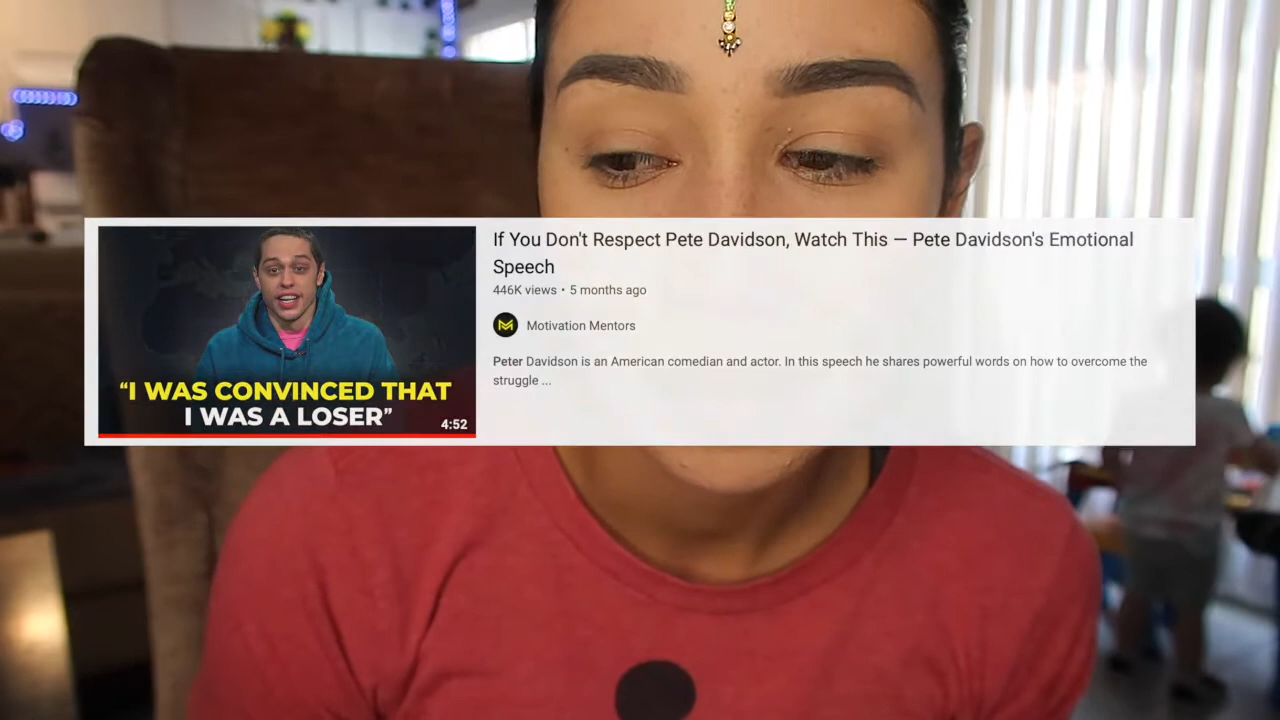 If You Don't Respect Pete Davidson, Watch This — Pete Davidson's Emotional
Speech
446K views • 5 months ago
Motivation Mentors
Peter Davidson is an American comedian and actor. In this speech he shares powerful words on how to overcome the
struggle ...
“I WAS CONVINCED THAT
I WAS A LOSER”
4:52